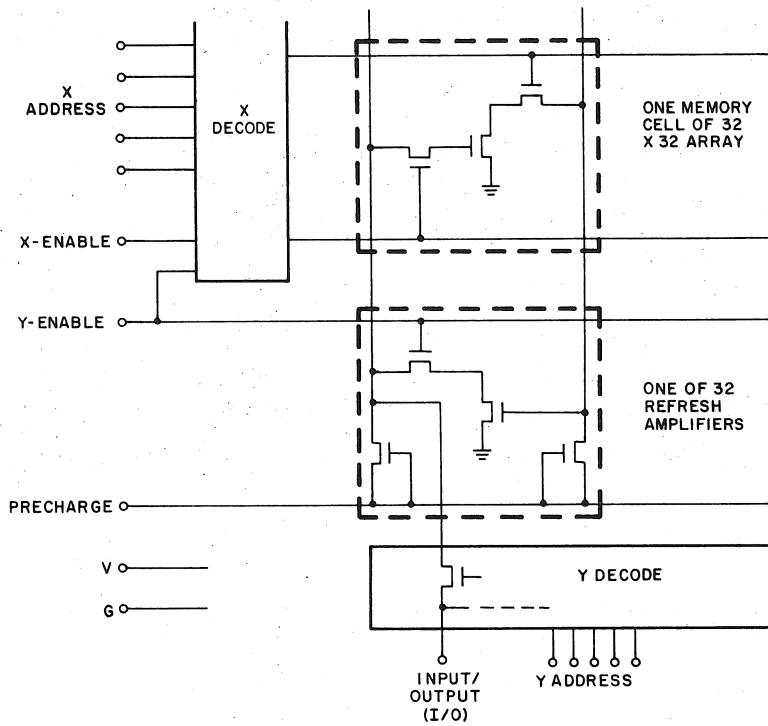 X
ADDRESS
X
DECODE
ONE MEMORY
CELL OF 32
X 32 ARRAY
X-ENABLE
Y-ENABLE
ONE OF 32
REFRESH
AMPLIFIERS
PRECHARGE
V
Y DECODE
G
INPUT/
OUTPUT
(I/O)
Y ADDRESS